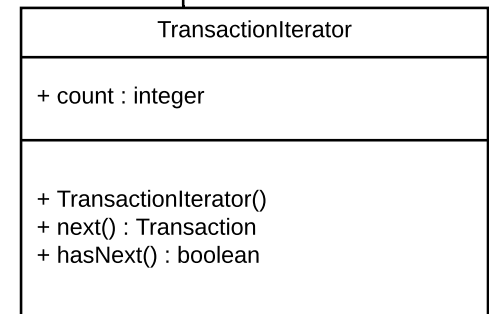 TransactionIterator
+ count : integer
+ TransactionIterator()
+ next() : Transaction
+ hasNext() : boolean